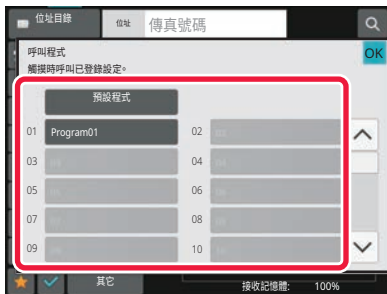 位址目錄 位址 傳真號碼
呼叫程式 OK
觸摸時呼叫已登錄設定。
預設程式
01 Program01 02
03 04
05 06
07 08
09 10
其它 接收記憶體: 100%